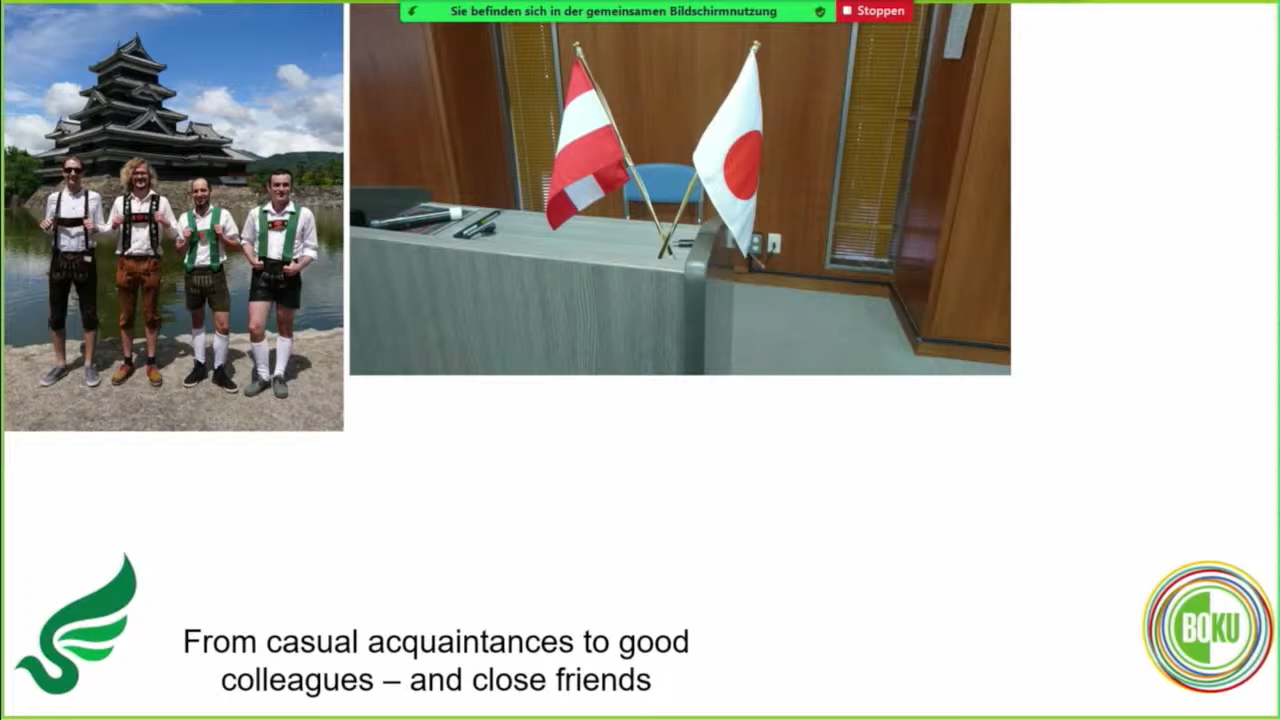 Sie befinden sich in der gemeinsamen Bildschirmnutzung
Stoppen
From casual acquaintances to good
colleagues – and close friends
BOKU